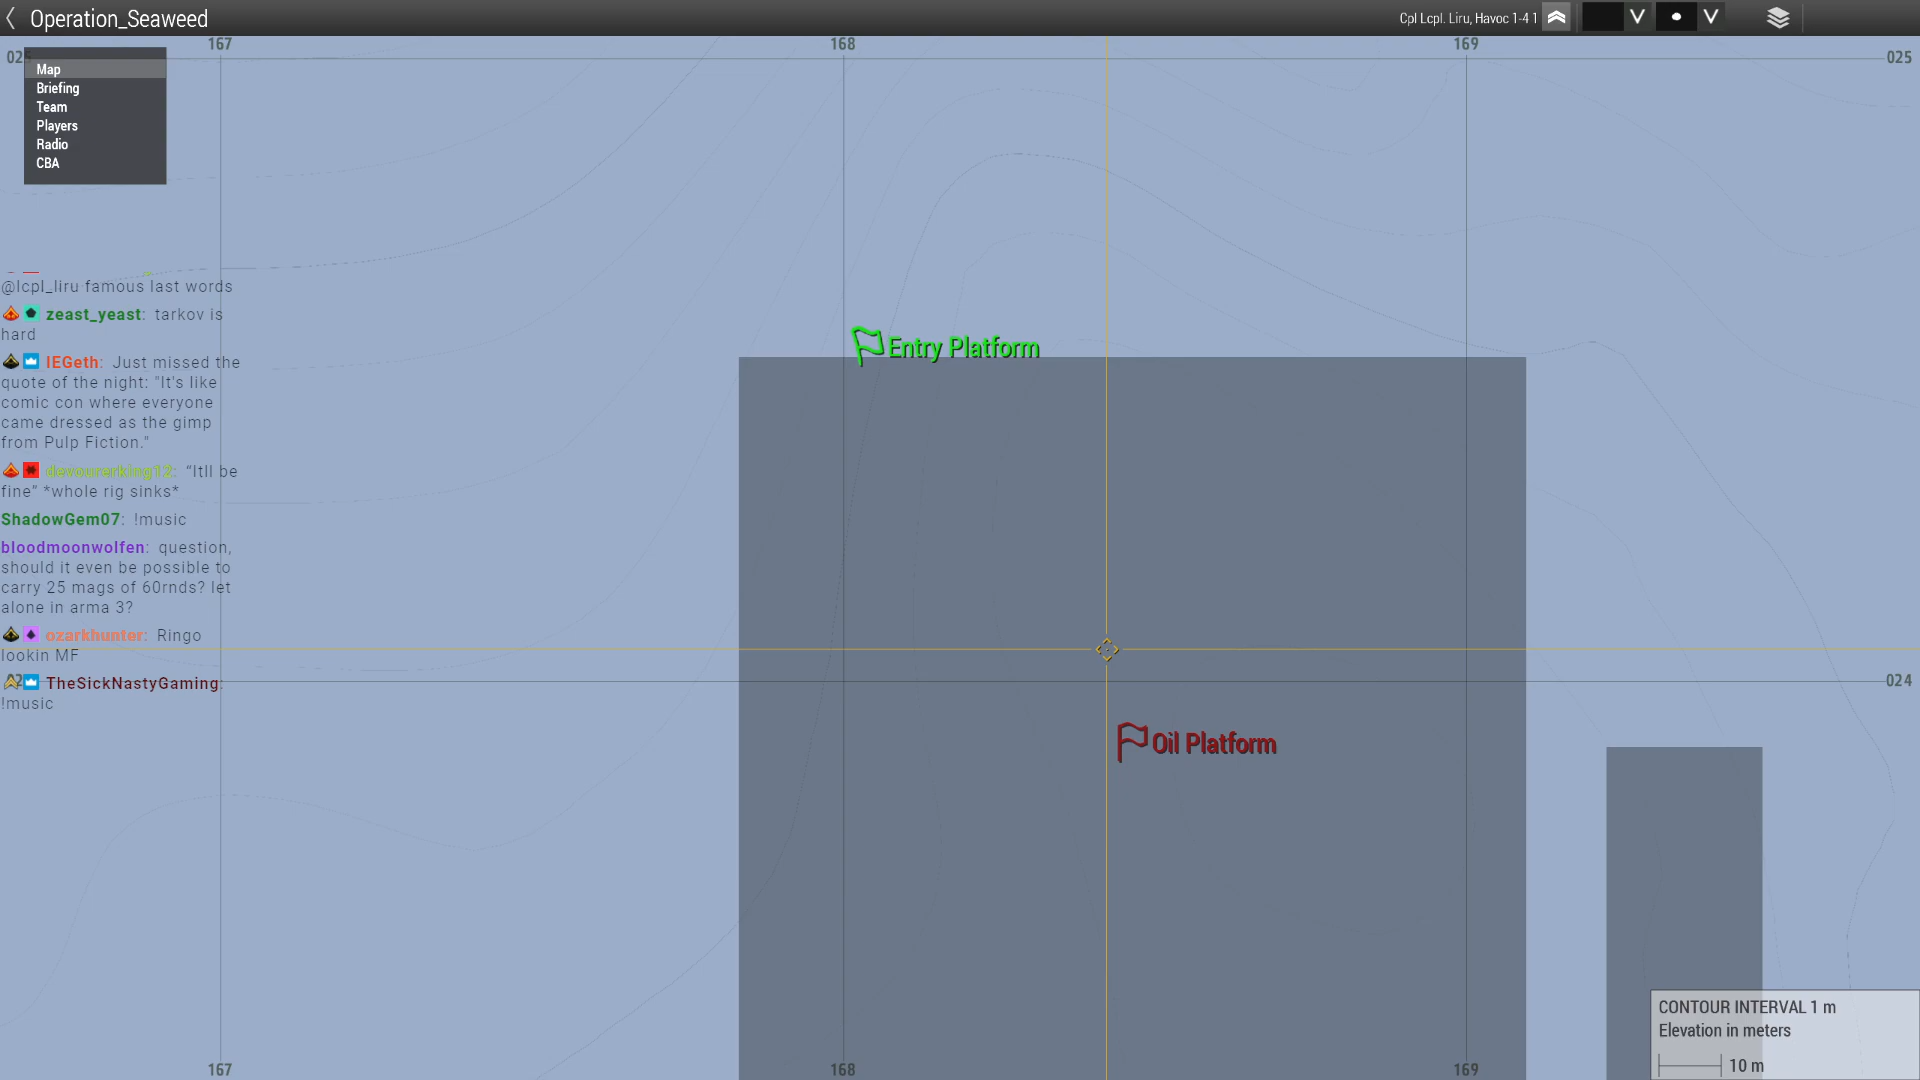 Operation_Seaweed
Cpl Lcpl. Liru, Havoc 1-4 1
167
168
169
025
Map
Briefing
Team
Players
Radio
CBA
@lcpl_liru famous last words
zeast_yeast: tarkov is
hard
IEGeth: Just missed the
quote of the night: "It's like
comic con where everyone
came dressed as the gimp
from Pulp Fiction."
devourerking12: “Itll be
fine” *whole rig sinks*
ShadowGem07: !music
bloodmoonwolfen: question,
should it even be possible to
carry 25 mags of 60rnds? let
alone in arma 3?
ozarkhunter: Ringo
lookin MF
TheSickNastyGaming:
!music
Entry Platform
024
Oil Platform
CONTOUR INTERVAL 1 m
Elevation in meters
10 m
167
168
169